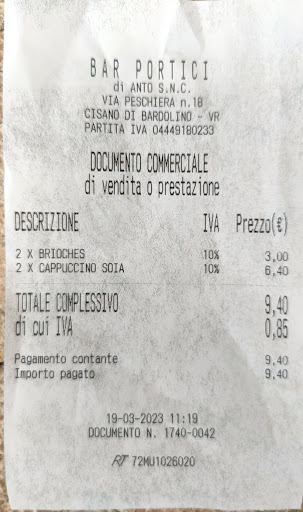 BAR PORTICI
di ANTO S.N.C.
VIA PESCHIERA n.18
CISANO DI BARDOLINO - VR
PARTITA IVA 04449180233
DOCUMENTO COMMERCIALE
di vendita o prestazione
DESCRIZIONE IVA Prezzo(€)
2 X BRIOCHES 10% 3,00
2 X CAPPUCCINO SOIA 10% 6,40
TOTALE COMPLESSIVO 9,40
di cui IVA 0,85
Pagamento contante 9,40
Importo pagato 9,40
19-03-2023 11:19
DOCUMENTO N. 1740-0042
RT 72MU1026020